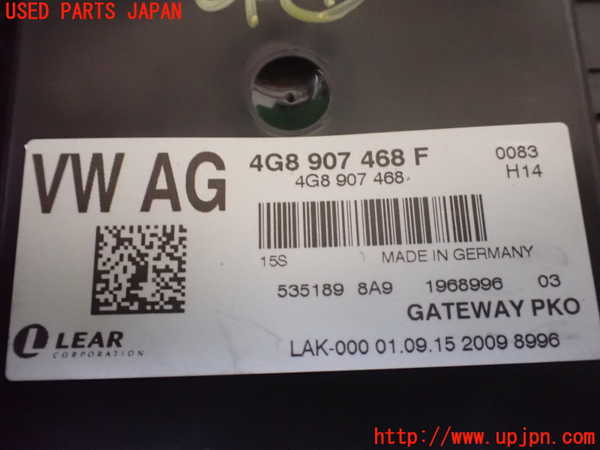 USED PARTS JAPAN
VW AG
4G8 907 468 F
4G8 907 468
0083
H14
15S
MADE IN GERMANY
535189 8A9 1968996 03
GATEWAY PKO
LEAR
CORPORATION
LAK-000 01.09.15 2009 8996
UPJ
http://www.upjpn.com/